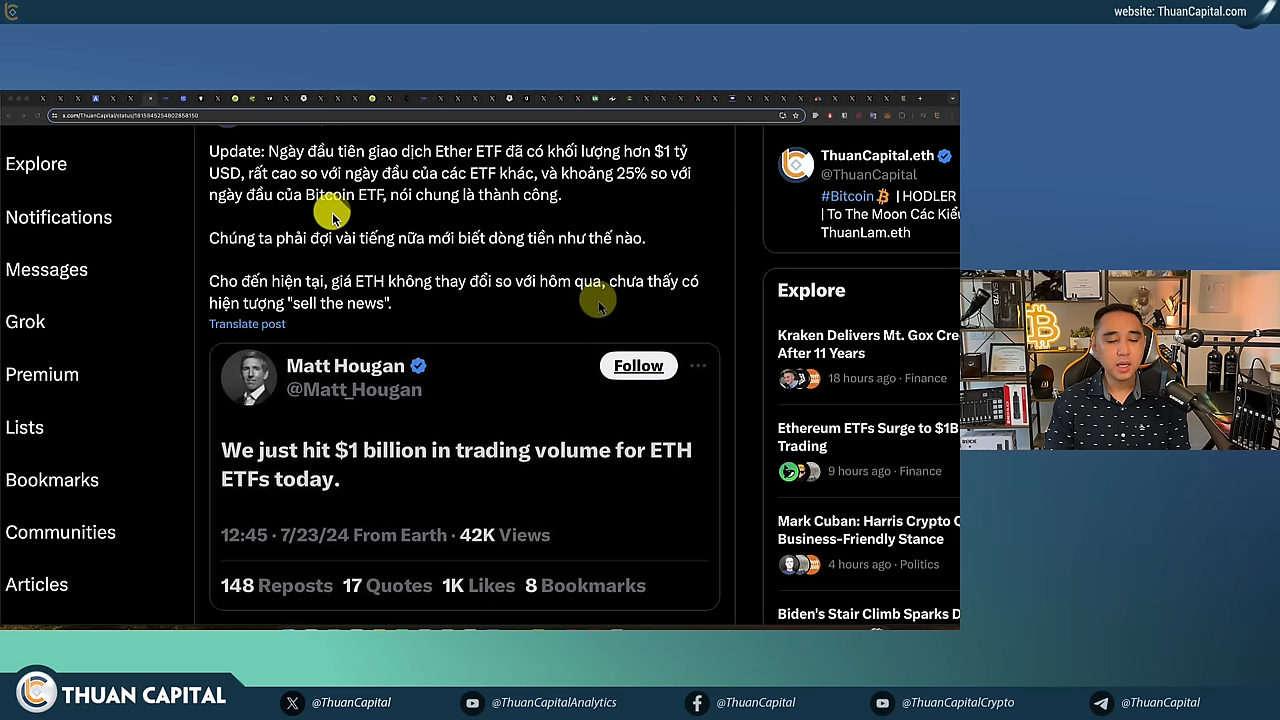 website: ThuanCapital.com
x.com/ThuanCapital/status/1815845254802858150
Explore
Notifications
Messages
Grok
Premium
Lists
Bookmarks
Communities
Articles
Update: Ngày đầu tiên giao dịch Ether ETF đã có khối lượng hơn $1 tỷ
USD, rất cao so với ngày đầu của các ETF khác, và khoảng 25% so với
ngày đầu của Bitcoin ETF, nói chung là thành công.
Chúng ta phải đợi vài tiếng nữa mới biết dòng tiền như thế nào.
Cho đến hiện tại, giá ETH không thay đổi so với hôm qua, chưa thấy có
hiện tượng "sell the news".
Translate post
Matt Hougan
@Matt_Hougan
Follow
We just hit $1 billion in trading volume for ETH
ETFs today.
12:45 · 7/23/24 From Earth · 42K Views
148 Reposts 17 Quotes 1K Likes 8 Bookmarks
ThuanCapital.eth
@ThuanCapital
#Bitcoin | HODLER
| To The Moon Các Kiểu
ThuanLam.eth
Explore
Kraken Delivers Mt. Gox Cre
After 11 Years
18 hours ago · Finance
Ethereum ETFs Surge to $1B
Trading
9 hours ago · Finance
Mark Cuban: Harris Crypto
Business-Friendly Stance
4 hours ago · Politics
Biden's Stair Climb Sparks
THUAN CAPITAL
@ThuanCapital
@ThuanCapitalAnalytics
@ThuanCapital
@ThuanCapitalCrypto
@ThuanCapital